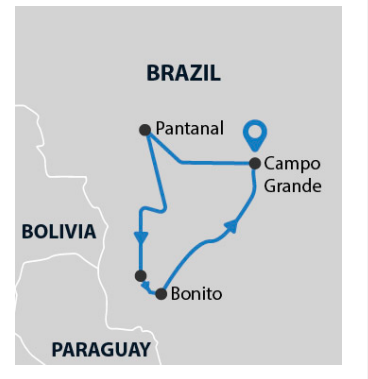 BRAZIL
Pantanal
Campo
Grande
BOLIVIA
Bonito
PARAGUAY